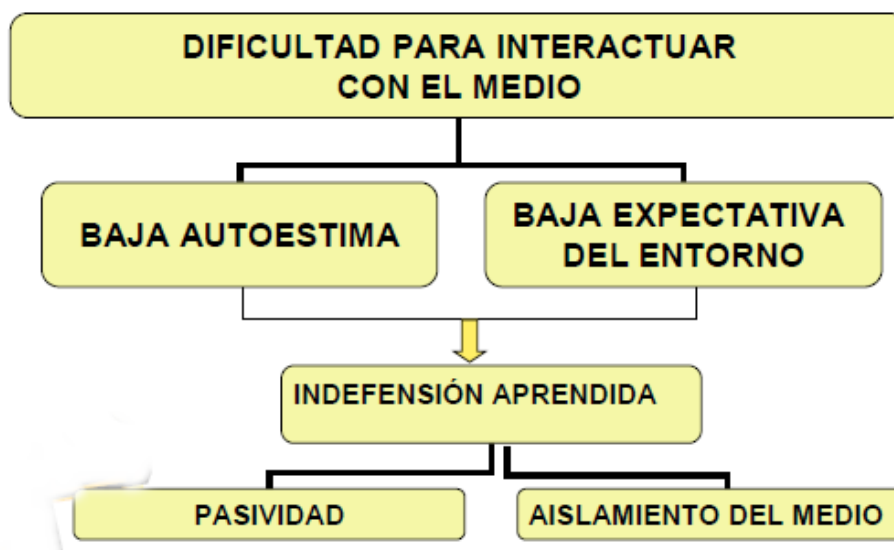 DIFICULTAD PARA INTERACTUAR
CON EL MEDIO
BAJA AUTOESTIMA
BAJA EXPECTATIVA
DEL ENTORNO
INDEFENSIÓN APRENDIDA
PASIVIDAD
AISLAMIENTO DEL MEDIO